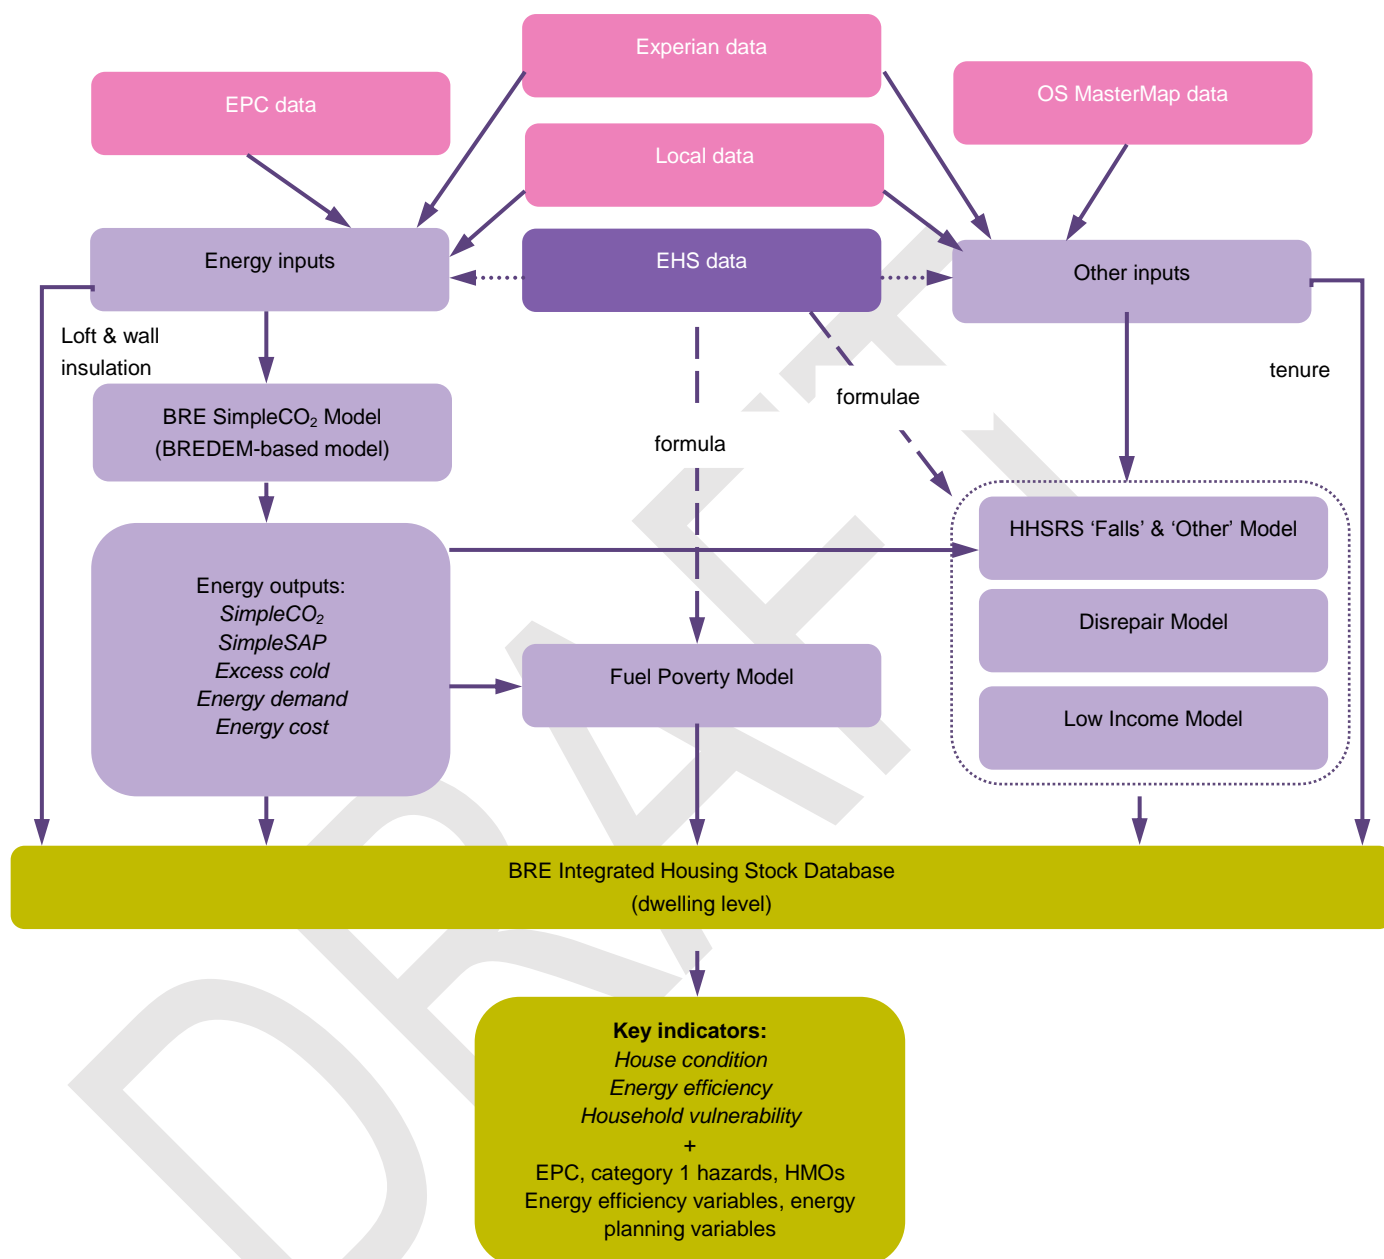 Experian data
EPC data
OS MasterMap data
Local data
Energy inputs
EHS data
Other inputs
Loft & wall
insulation
tenure
formulae
BRE SimpleCO₂ Model
(BREDEM-based model)
formula
HHSRS ‘Falls’ & ‘Other’ Model
Energy outputs:
SimpleCO₂
SimpleSAP
Excess cold
Energy demand
Energy cost
Disrepair Model
Fuel Poverty Model
Low Income Model
BRE Integrated Housing Stock Database
(dwelling level)
Key indicators:
House condition
Energy efficiency
Household vulnerability
+
EPC, category 1 hazards, HMOs
Energy efficiency variables, energy
planning variables
DRAFT